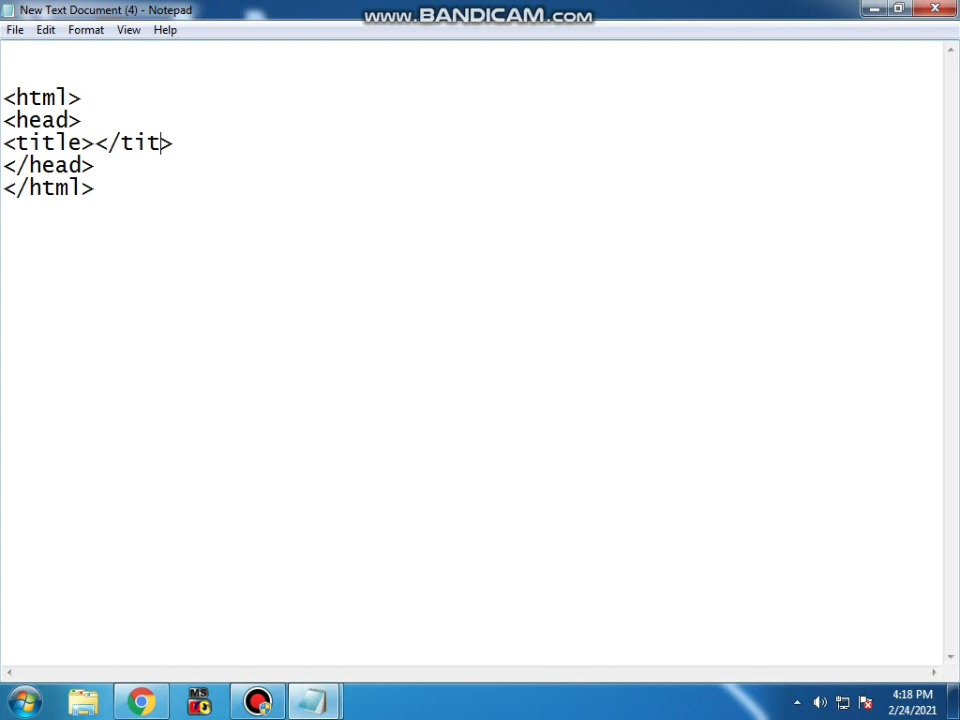 New Text Document (4) - Notepad
www.BANDICAM.com
File Edit Format View Help
<html>
<head>
<title></tit>
</head>
</html>
MS
4:18 PM
2/24/2021